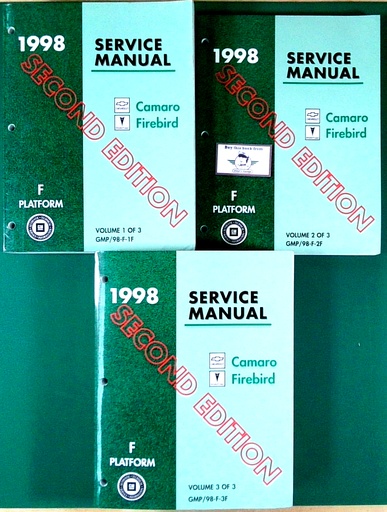 1998
SERVICE
MANUAL
SECOND EDITION
Camaro
Firebird
F
PLATFORM
VOLUME 1 OF 3
GMP/98-F-1F
1998
SERVICE
MANUAL
SECOND EDITION
Camaro
Firebird
F
PLATFORM
VOLUME 2 OF 3
GMP/98-F-2F
1998
SERVICE
MANUAL
SECOND EDITION
Camaro
Firebird
F
PLATFORM
VOLUME 3 OF 3
GMP/98-F-3F